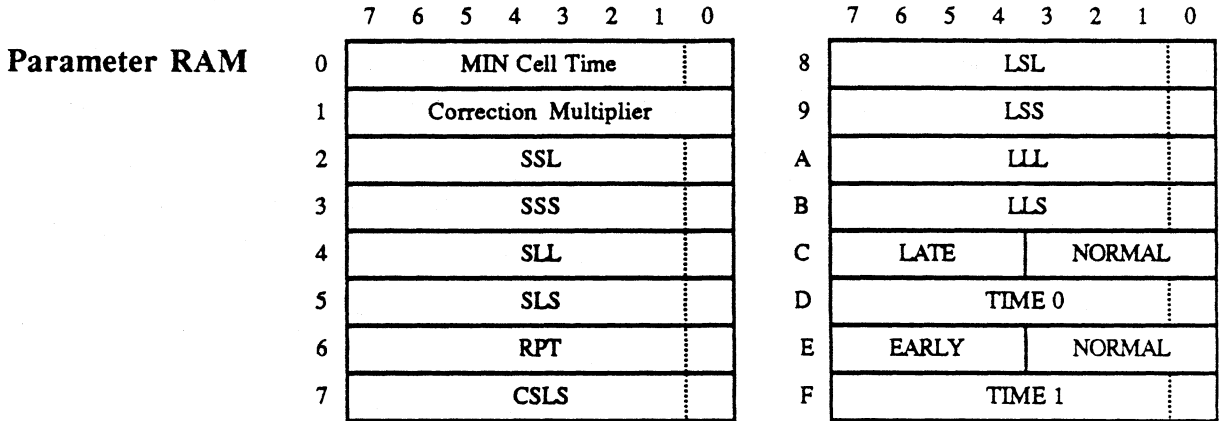 7 6 5 4 3 2 1 0
7 6 5 4 3 2 1 0
Parameter RAM
0 MIN Cell Time
8 LSL
1 Correction Multiplier
9 LSS
2 SSL
A LLL
3 SSS
B LLS
4 SLL
C LATE NORMAL
5 SLS
D TIME 0
6 RPT
E EARLY NORMAL
7 CSLS
F TIME 1